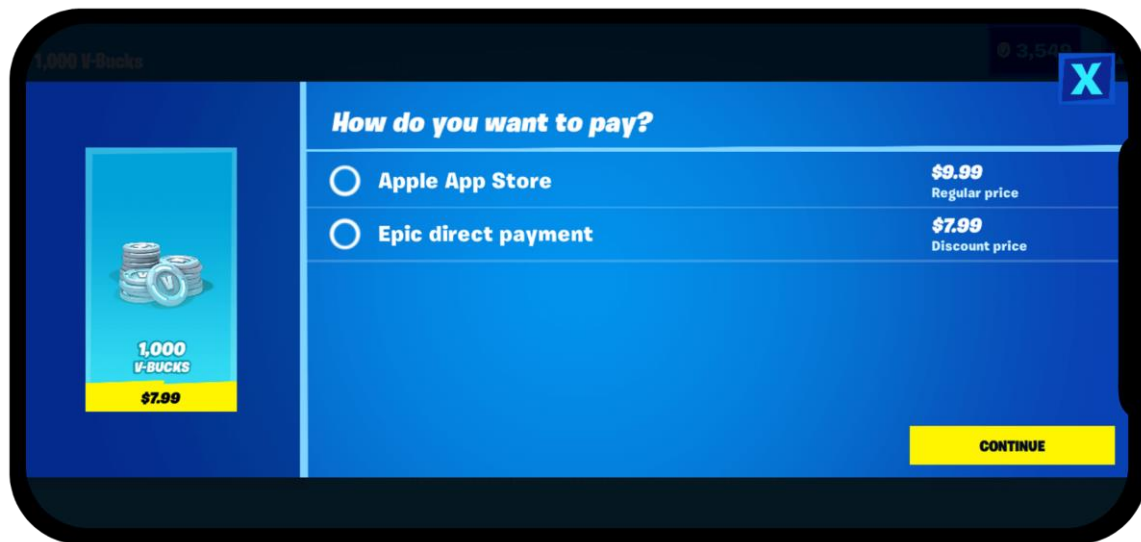 1,000 V-Bucks
X
How do you want to pay?
Apple App Store
$9.99
Regular price
Epic direct payment
$7.99
Discount price
1,000
V-BUCKS
$7.99
CONTINUE